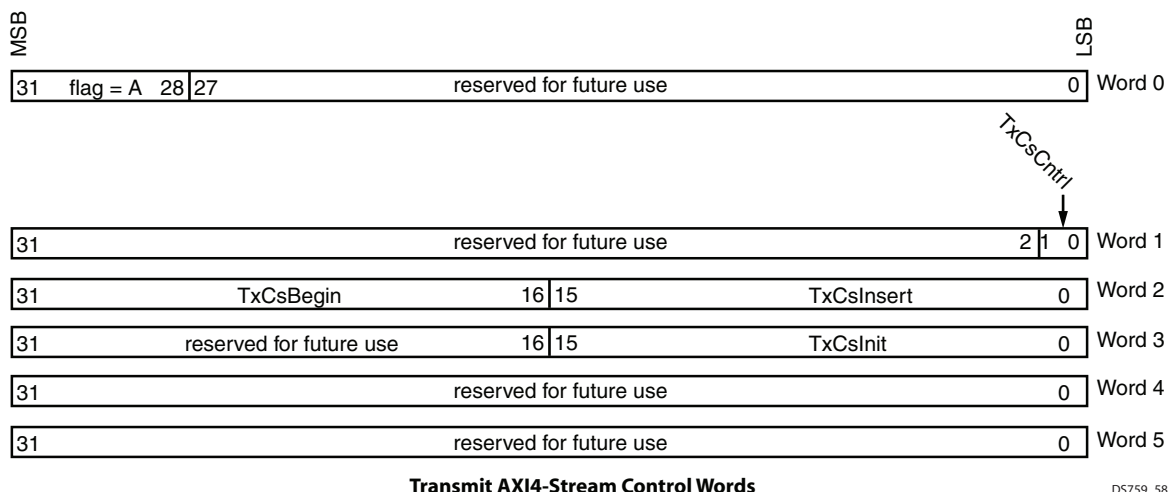 MSB LSB
31 flag = A 28 27 reserved for future use 0 Word 0
TxCsCntrl
31 reserved for future use 2 1 0 Word 1
31 TxCsBegin 16 15 TxCsInsert 0 Word 2
31 reserved for future use 16 15 TxCsInit 0 Word 3
31 reserved for future use 0 Word 4
31 reserved for future use 0 Word 5
Transmit AXI4-Stream Control Words
DS759_58